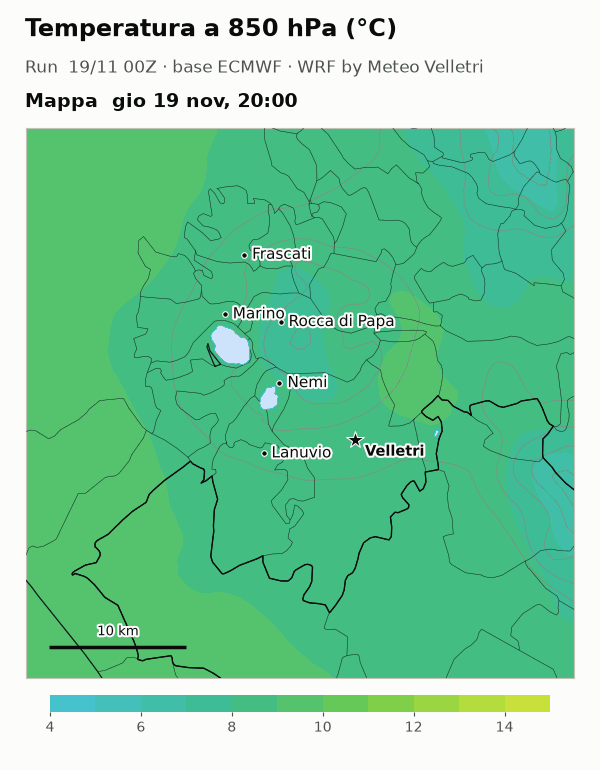 Temperatura a 850 hPa (°C)
Run  19/11 00Z · base ECMWF · WRF by Meteo Velletri
Mappa  gio 19 nov, 20:00
Frascati
Marino
Rocca di Papa
Nemi
Velletri
Lanuvio
10 km
4 6 8 10 12 14